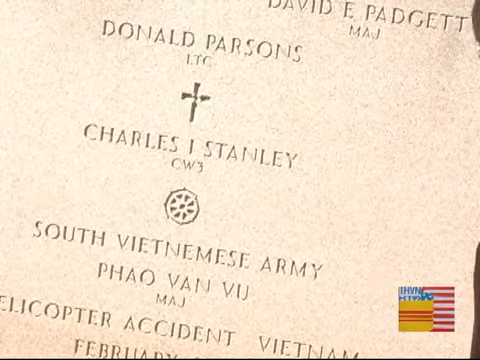 DAVID E PADGETT
MAJ
DONALD PARSONS
LTC
CHARLES I STANLEY
CW3
SOUTH VIETNEMESE ARMY
PHAO VAN VU
MAJ
ELICOPTER ACCIDENT VIETNAM
FEBRUARY